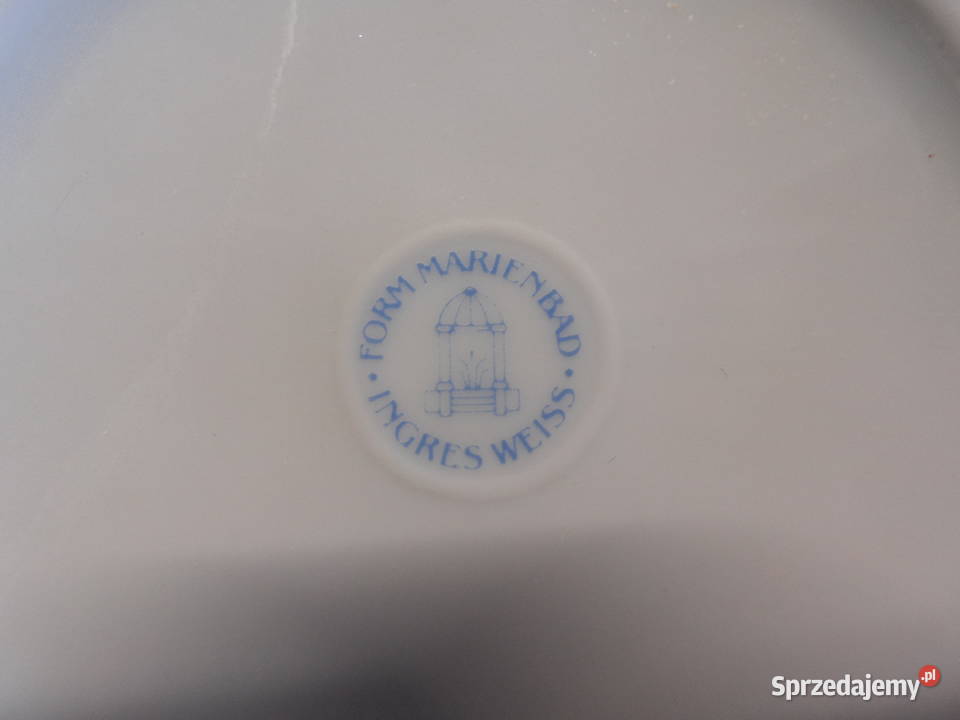 • FORM MARIENBAD •
INGRES WEISS
Sprzedajemy.pl